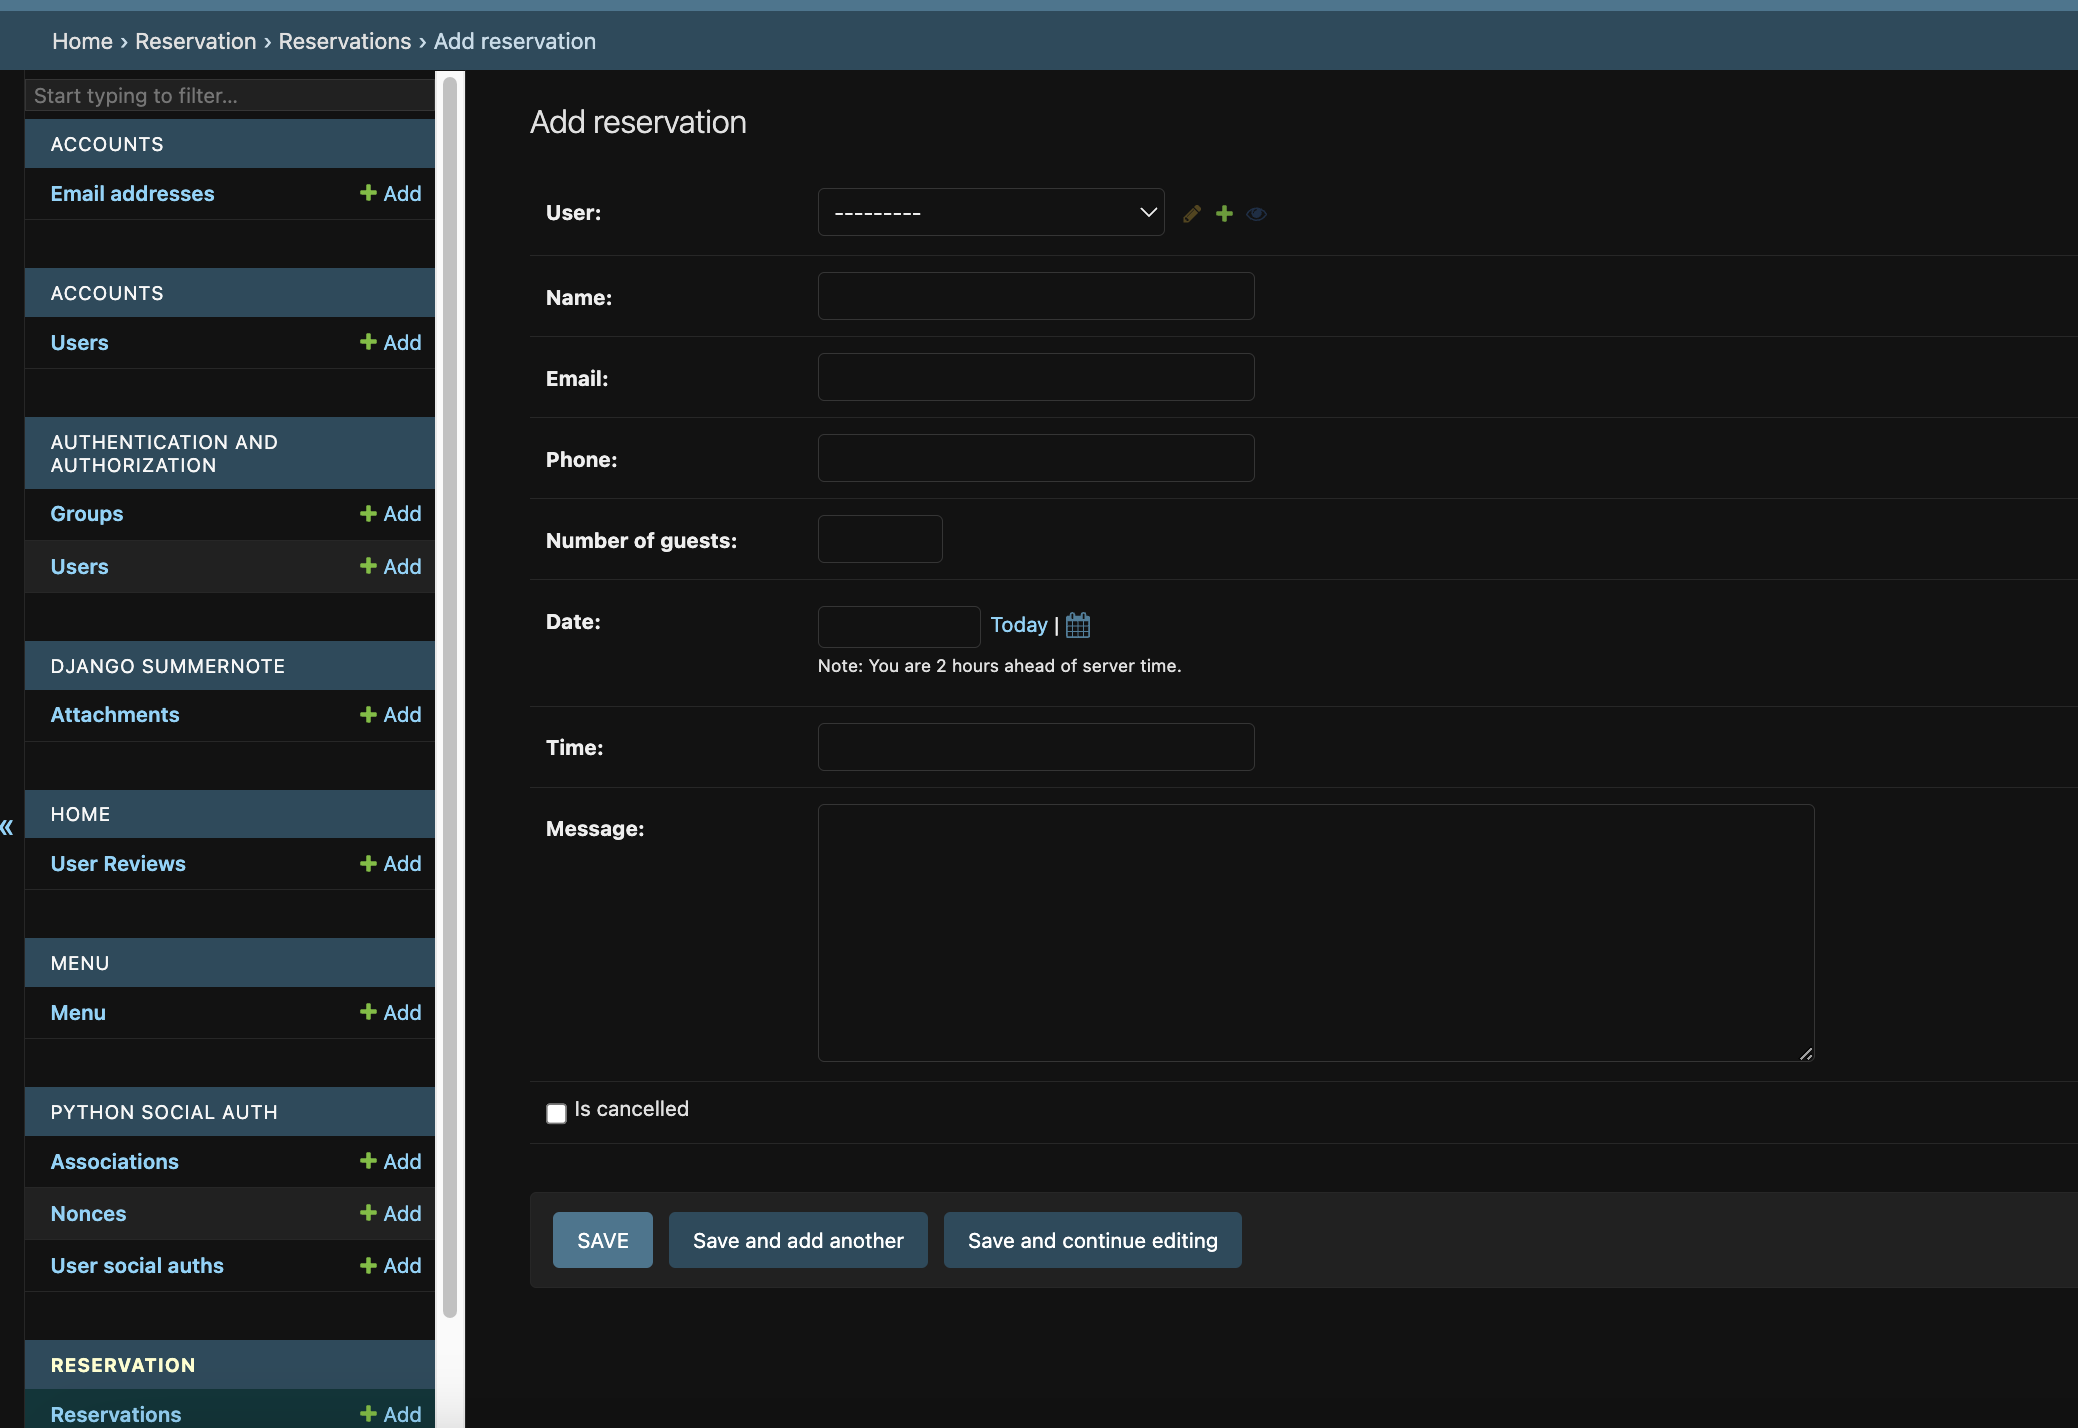 Home › Reservation › Reservations › Add reservation
Start typing to filter...
ACCOUNTS
Email addresses + Add
ACCOUNTS
Users + Add
AUTHENTICATION AND
AUTHORIZATION
Groups + Add
Users + Add
DJANGO SUMMERNOTE
Attachments + Add
HOME
User Reviews + Add
MENU
Menu + Add
PYTHON SOCIAL AUTH
Associations + Add
Nonces + Add
User social auths + Add
RESERVATION
Reservations + Add
«
Add reservation
User: ---------
Name:
Email:
Phone:
Number of guests:
Date: Today |
Note: You are 2 hours ahead of server time.
Time:
Message:
Is cancelled
SAVE Save and add another Save and continue editing